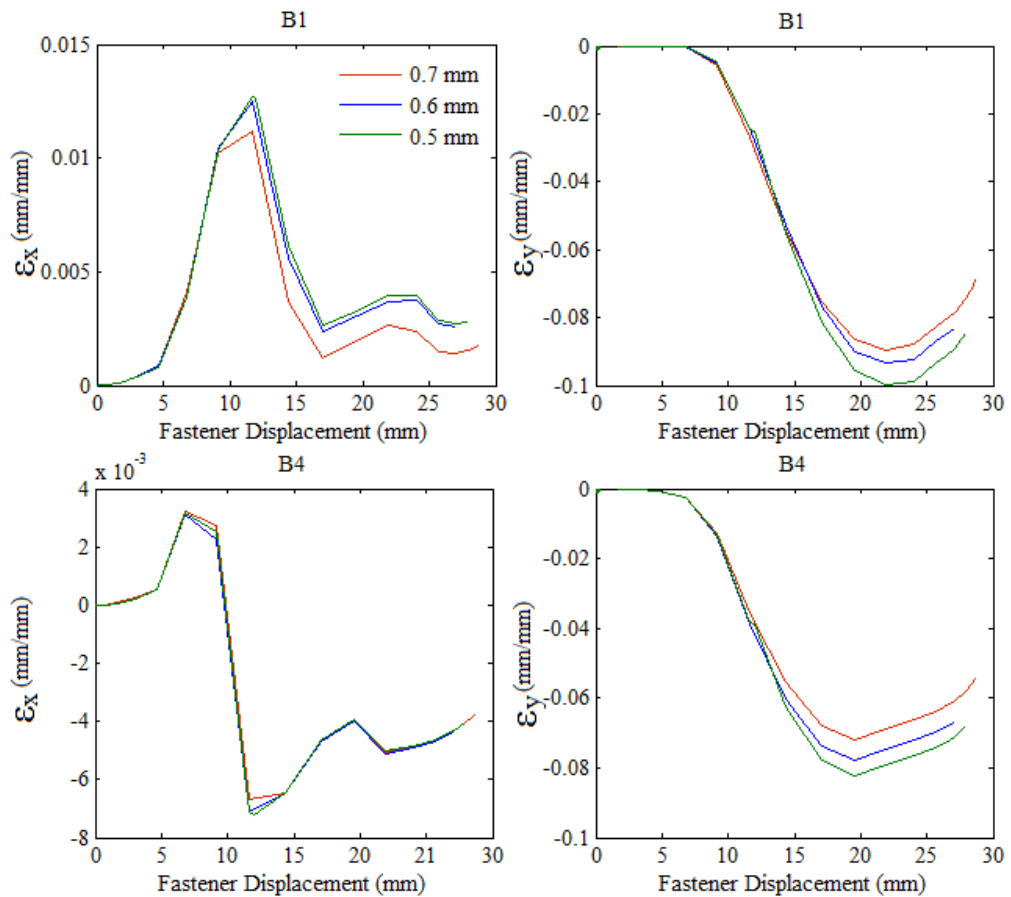 B1
0.015
0.01
0.005
0
εx (mm/mm)
0.7 mm
0.6 mm
0.5 mm
0 5 10 15 20 25 30
Fastener Displacement (mm)
B1
0
-0.02
-0.04
-0.06
-0.08
-0.1
εy (mm/mm)
0 5 10 15 20 25 30
Fastener Displacement (mm)
B4
x 10-3
4
2
0
-2
-4
-6
-8
εx (mm/mm)
0 5 10 15 20 21 30
Fastener Displacement (mm)
B4
0
-0.02
-0.04
-0.06
-0.08
-0.1
εy (mm/mm)
0 5 10 15 20 25 30
Fastener Displacement (mm)